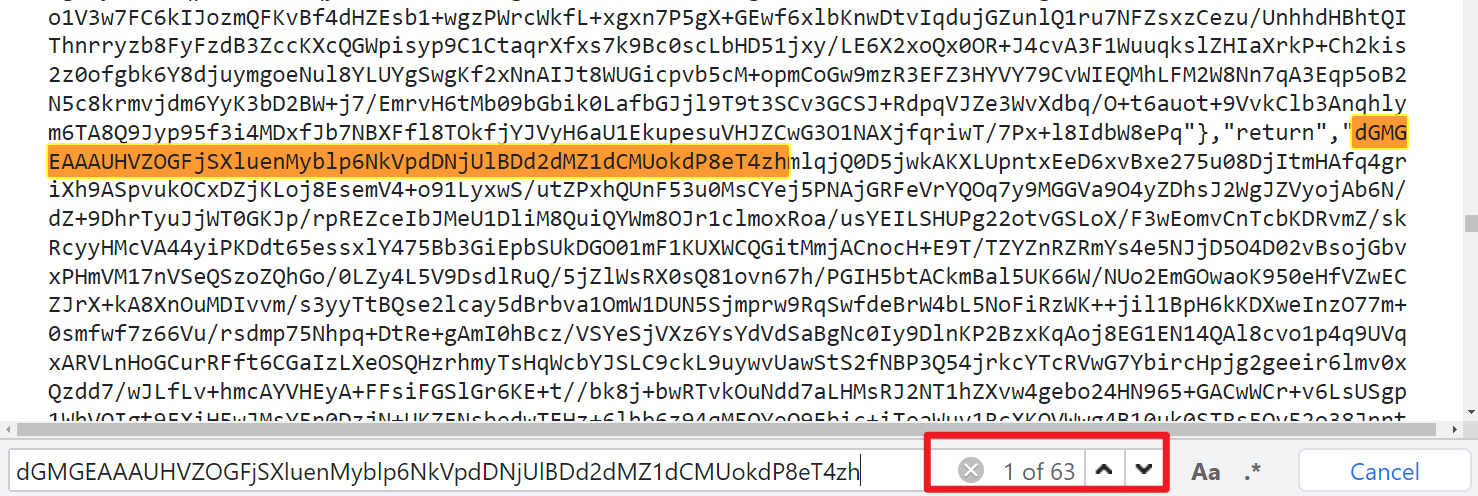 o1V3w7FC6kIJozmQFKvBf4dHZEsb1+wgzPWrcWkfL+xgxn7P5gX+GEwf6xlbKnwDtvIqdujGZunlQ1ru7NFZsxzCezu/UnhhdHBhtQI
Thnrryzb8FyFzdB3ZccKXcQGWpisyp9C1CtaqrXfxs7k9Bc0scLbHD51jxy/LE6X2xoQx0OR+J4cvA3F1WuuqkslZHIaXrkP+Ch2kis
2z0ofgbk6Y8djuymgoeNul8YLUYgSwgKf2xNnAIJt8WUGicpvb5cM+opmCoGw9mzR3EFZ3HYVY79CvWIEQMhLFM2W8Nn7qA3Eqp5oB2
N5c8krmvjdm6YyK3bD2BW+j7/EmrvH6tMb09bGbik0LafbGJjl9T9t3SCv3GCSJ+RdpqVJZe3WvXdbq/O+t6auot+9VvkClb3Anqhly
m6TA8Q9Jyp95f3i4MDxfJb7NBXFfl8TOkfjYJVyH6aU1EkupesuVHJZCwG3O1NAXjfqriwT/7Px+l8IdbW8ePq"},"return","dGMG
EAAAUHVZOGFjSXluenMyblp6NkVpdDNjUlBDd2dMZ1dCMUokdP8eT4zhmlqjQ0D5jwkAKXLUpntxEeD6xvBxe275u08DjItmHAfq4gr
iXh9ASpvukOCxDZjKLoj8EsemV4+o91LyxwS/utZPxhQUnF53u0MsCYej5PNAjGRFeVrYQOq7y9MGGVa9O4yZDhsJ2WgJZVyojAb6N/
dZ+9DhrTyuJjWT0GKJp/rpREZceIbJMeU1DliM8QuiQYWm8OJr1clmoxRoa/usYEILSHUPg22otvGSLoX/F3wEomvCnTcbKDRvmZ/sk
RcyyHMcVA44yiPKDdt65essxlY475Bb3GiEpbSUkDGO01mF1KUXWCQGitMmjACnocH+E9T/TZYZnRZRmYs4e5NJjD5O4D02vBsojGbv
xPHmVM17nVSeQSzoZQhGo/0LZy4L5V9DsdlRuQ/5jZlWsRX0sQ81ovn67h/PGIH5btACkmBal5UK66W/NUo2EmGOwaoK950eHfVZwEC
ZJrX+kA8XnOuMDIvvm/s3yyTtBQse2lcay5dBrbva1OmW1DUN5Sjmprw9RqSwfdeBrW4bL5NoFiRzWK++jil1BpH6kKDXweInzO77m+
0smfwf7z66Vu/rsdmp75Nhpq+DtRe+gAmI0hBcz/VSYeSjVXz6YsYdVdSaBgNc0Iy9DlnKP2BzxKqAoj8EG1EN14QAl8cvo1p4q9UVq
xARVLnHoGCurRFft6CGaIzLXeOSQHzrhmyTsHqWcbYJSLC9ckL9uywvUawStS2fNBP3Q54jrkcYTcRVwG7YbircHpjg2geeir6lmv0x
Qzdd7/wJLfLv+hmcAYVHEyA+FFsiFGSlGr6KE+t//bk8j+bwRTvkOuNdd7aLHMsRJ2NT1hZXvw4gebo24HN965+GACwWCr+v6LsUSgp
dGMGEAAAUHVZOGFjSXluenMyblp6NkVpdDNjUlBDd2dMZ1dCMUokdP8eT4zh
1 of 63
Aa
.*
Cancel